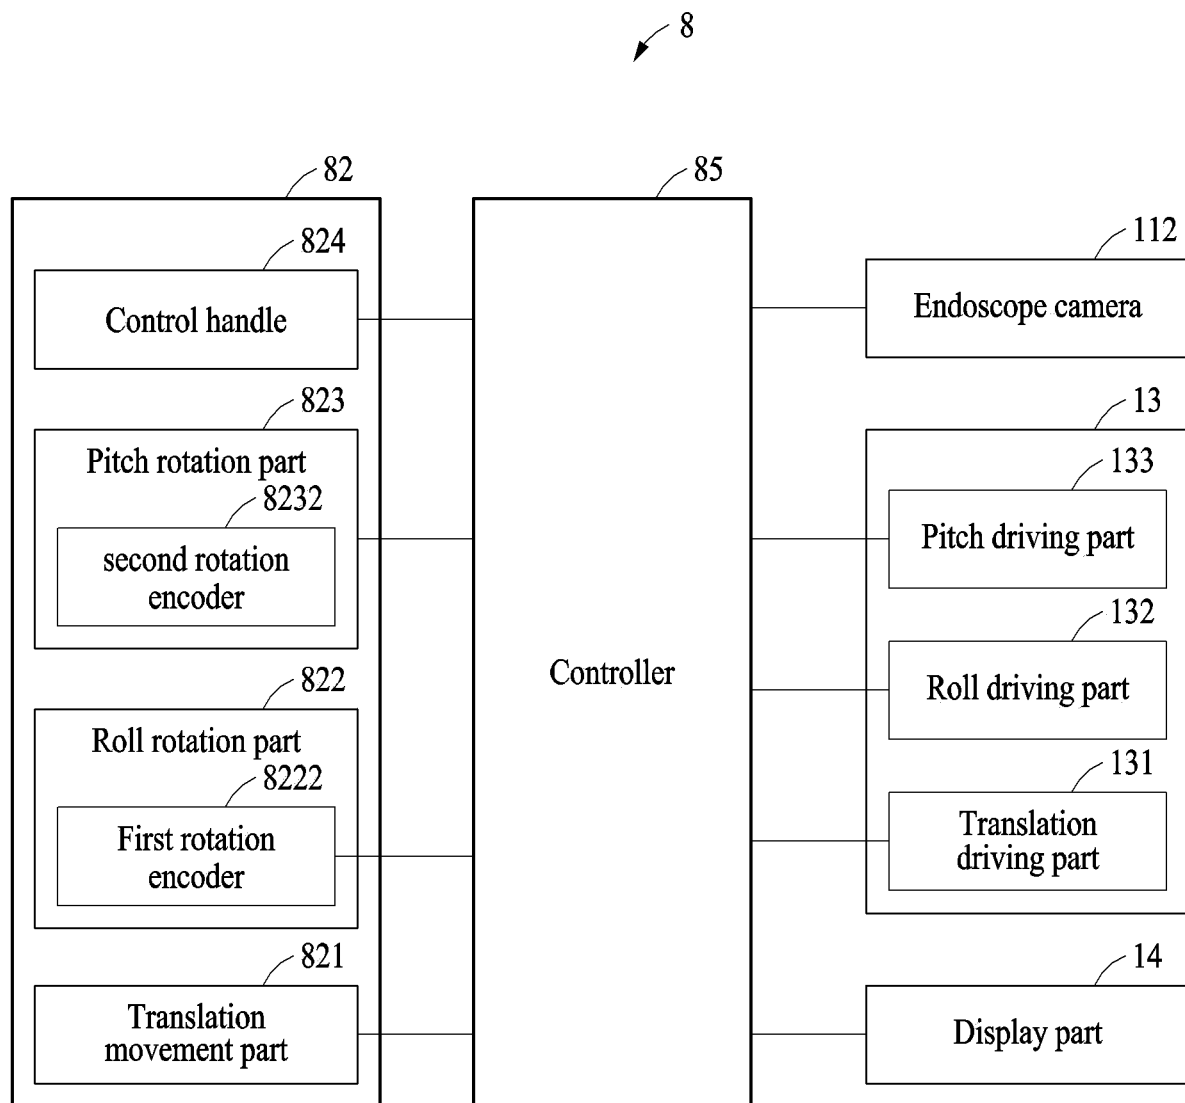 8
82
85
824
Control handle
112
Endoscope camera
823
Pitch rotation part
8232
second rotation
encoder
13
133
Pitch driving part
132
Roll driving part
Controller
822
Roll rotation part
8222
First rotation
encoder
131
Translation
driving part
821
Translation
movement part
14
Display part